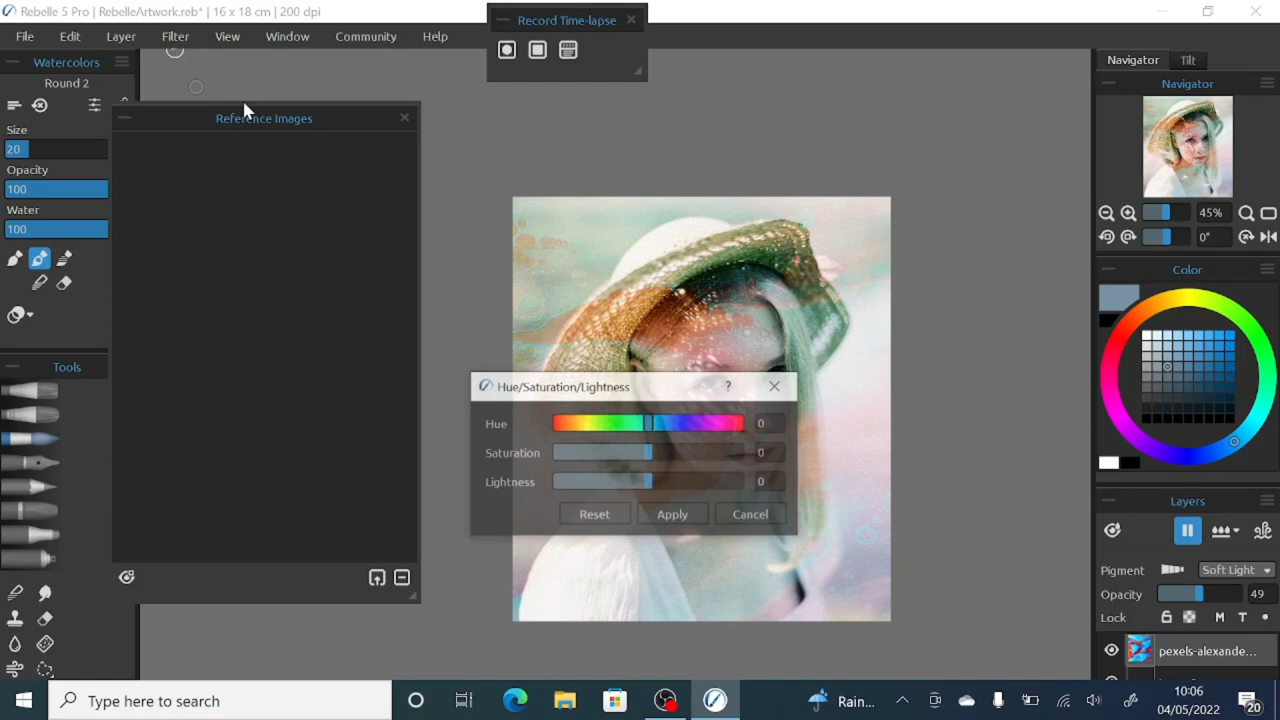 Rebelle 5 Pro | RebelleArtwork.reb* | 16 x 18 cm | 200 dpi
File Edit Layer Filter View Window Community Help
Record Time-lapse
Watercolors
Round 2
Size
20
Opacity
100
Water
100
Tools
Reference Images
Hue/Saturation/Lightness ?
Hue 0
Saturation 0
Lightness 0
Reset Apply Cancel
Navigator Tilt
Navigator
45%
0°
Color
Layers
Pigment Soft Light
Opacity 49
Lock M T
pexels-alexande...
Type here to search
Rain...
10:06
04/05/2022
20